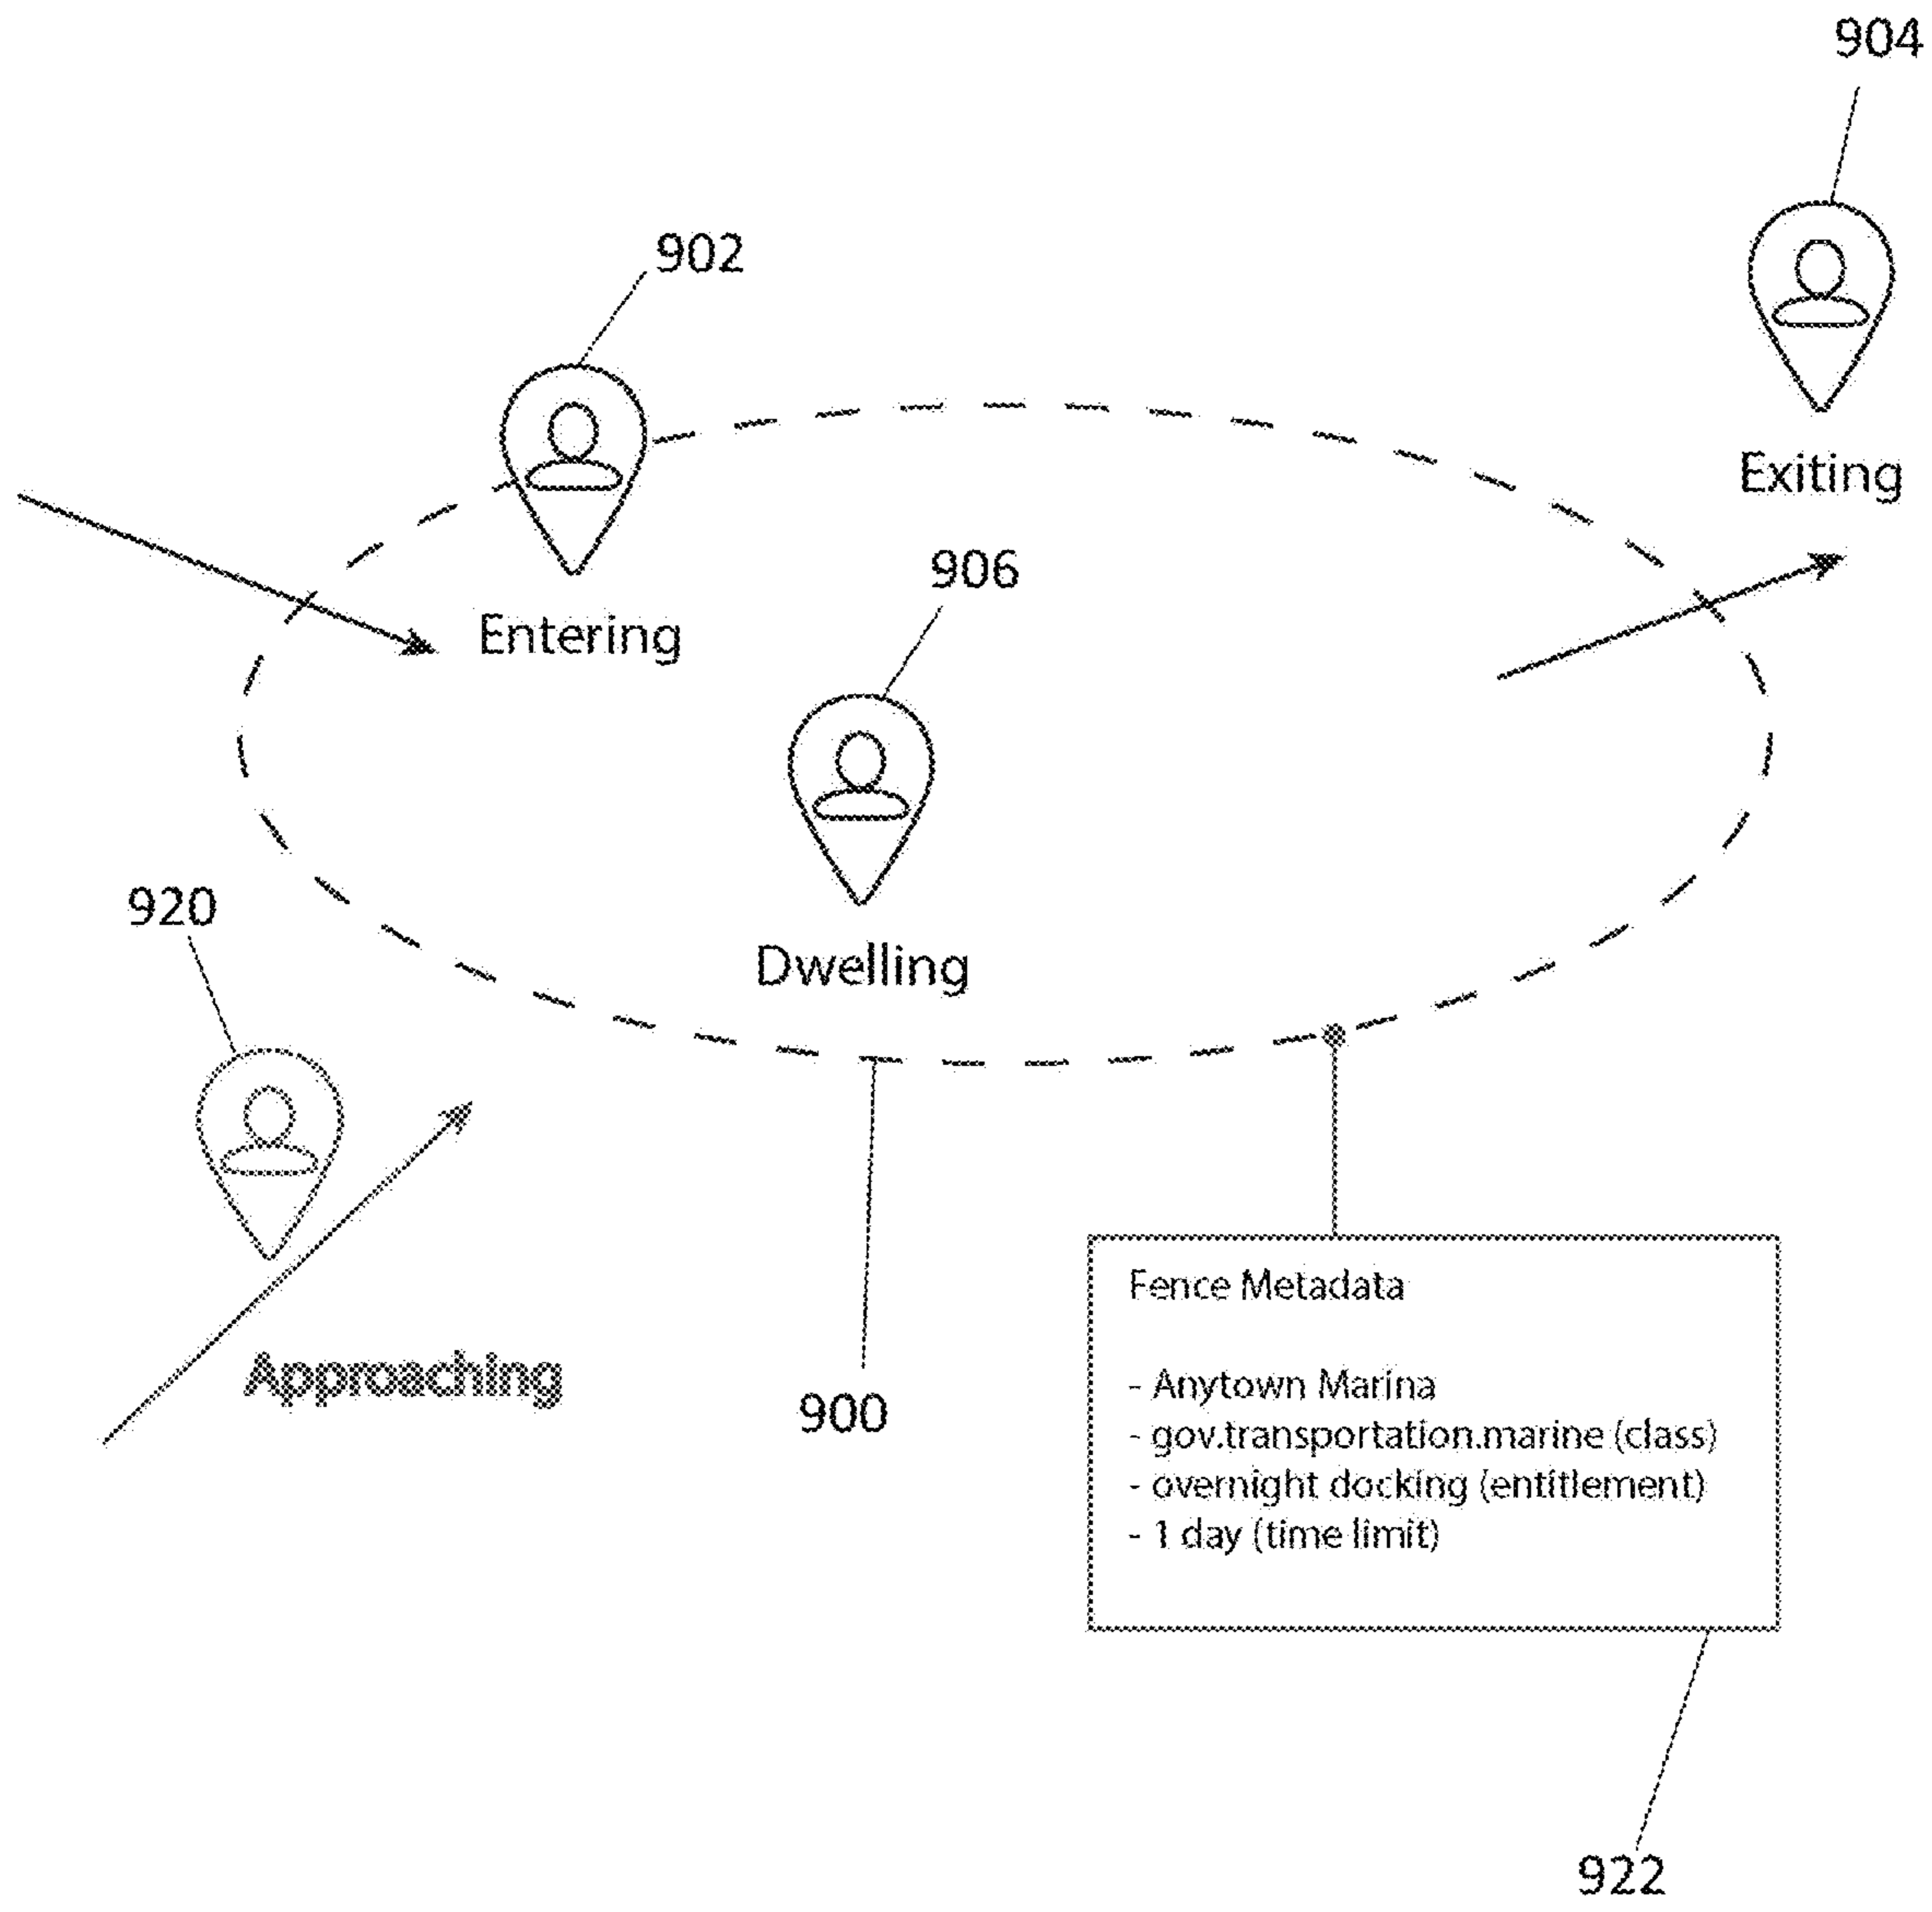 904
902
Exiting
906
Entering
920
Dwelling
Approaching
900
Fence Metadata
- Anytown Marina
- gov.transportation.marine (class)
- overnight docking (entitlement)
- 1 day (time limit)
922